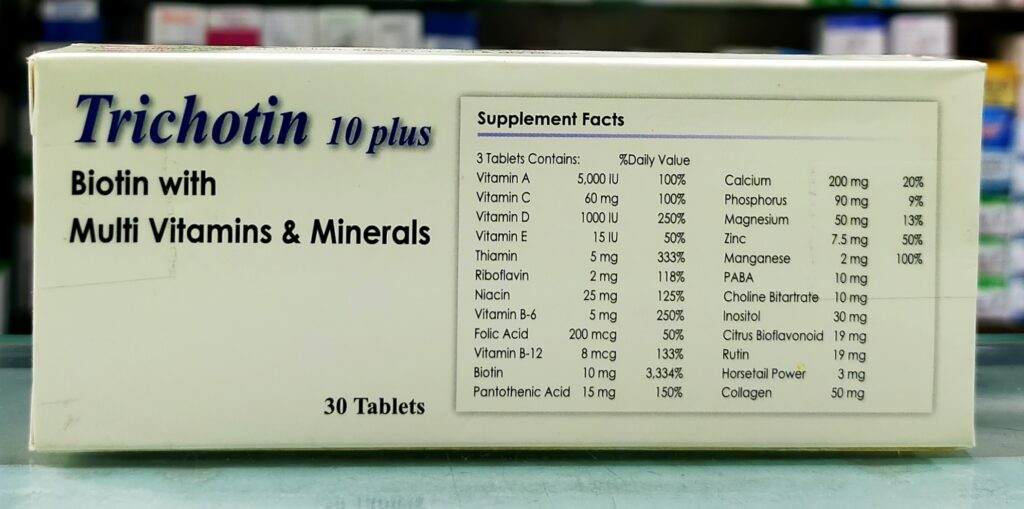 Trichotin 10 plus
Biotin with
Multi Vitamins & Minerals
30 Tablets
Supplement Facts
3 Tablets Contains: %Daily Value
Vitamin A 5,000 IU 100%
Vitamin C 60 mg 100%
Vitamin D 1000 IU 250%
Vitamin E 15 IU 50%
Thiamin 5 mg 333%
Riboflavin 2 mg 118%
Niacin 25 mg 125%
Vitamin B-6 5 mg 250%
Folic Acid 200 mcg 50%
Vitamin B-12 8 mcg 133%
Biotin 10 mg 3,334%
Pantothenic Acid 15 mg 150%
Calcium 200 mg 20%
Phosphorus 90 mg 9%
Magnesium 50 mg 13%
Zinc 7.5 mg 50%
Manganese 2 mg 100%
PABA 10 mg
Choline Bitartrate 10 mg
Inositol 30 mg
Citrus Bioflavonoid 19 mg
Rutin 19 mg
Horsetail Power 3 mg
Collagen 50 mg